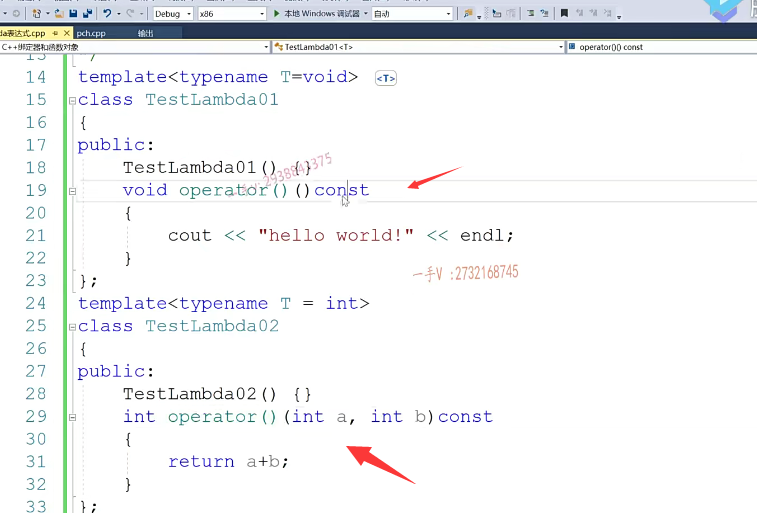 Debug x86 本地 Windows 调试器 自动
da表达式.cpp pch.cpp 输出
C++绑定器和函数对象 TestLambda01<T> operator()() const
13 /
14 template<typename T=void> <T>
15 class TestLambda01
16 {
17 public:
18 TestLambda01() {}
19 void operator()()const
20 {
21 cout << "hello world!" << endl;
22 }
23 };
24 template<typename T = int>
25 class TestLambda02
26 {
27 public:
28 TestLambda02() {}
29 int operator()(int a, int b)const
30 {
31 return a+b;
32 }
33 };
一手V :2732168745